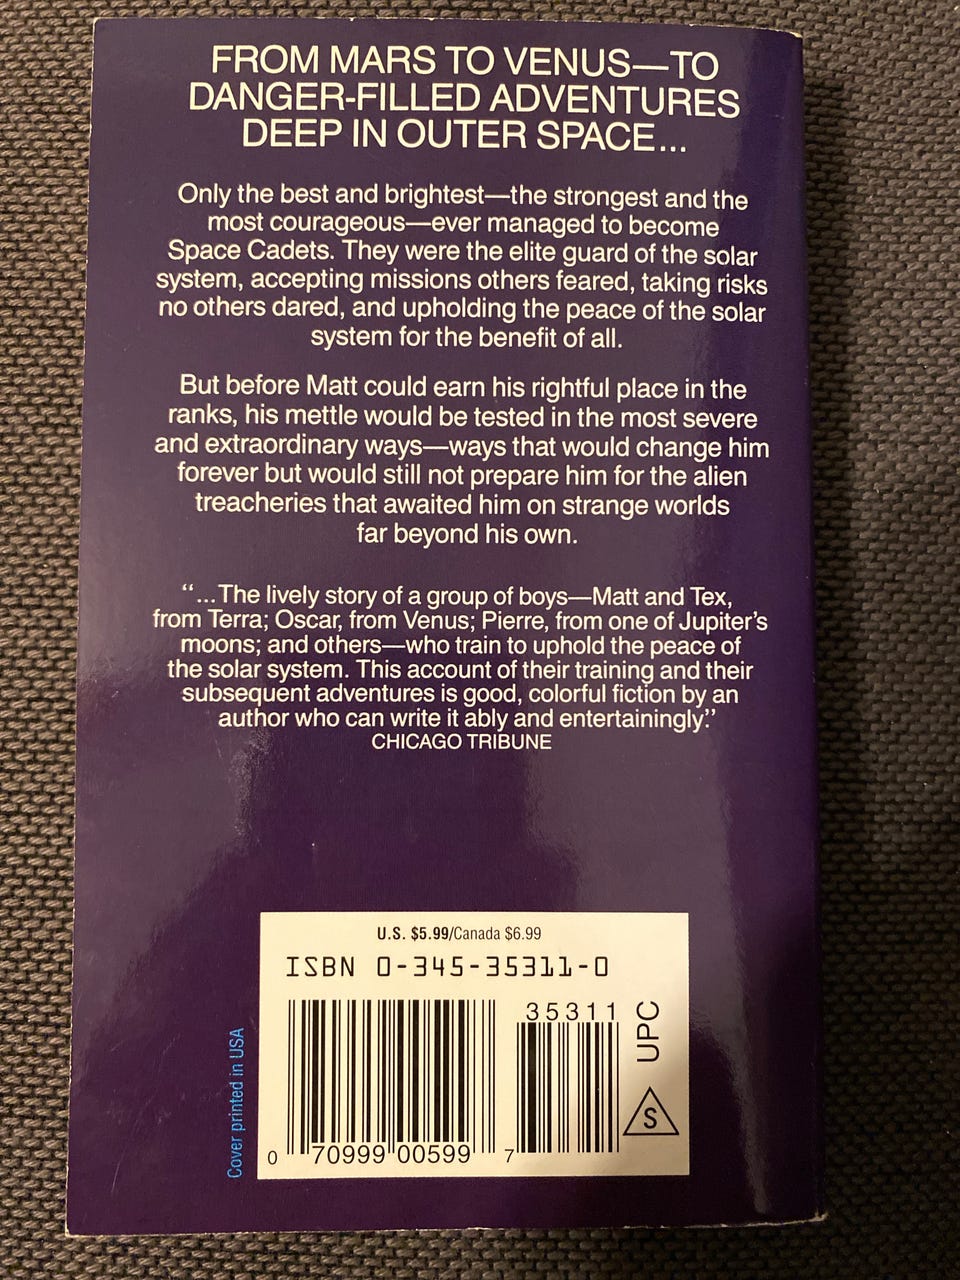 FROM MARS TO VENUS—TO
DANGER-FILLED ADVENTURES
DEEP IN OUTER SPACE...
Only the best and brightest—the strongest and the
most courageous—ever managed to become
Space Cadets. They were the elite guard of the solar
system, accepting missions others feared, taking risks
no others dared, and upholding the peace of the solar
system for the benefit of all.
But before Matt could earn his rightful place in the
ranks, his mettle would be tested in the most severe
and extraordinary ways—ways that would change him
forever but would still not prepare him for the alien
treacheries that awaited him on strange worlds
far beyond his own.
“...The lively story of a group of boys—Matt and Tex,
from Terra; Oscar, from Venus; Pierre, from one of Jupiter’s
moons; and others—who train to uphold the peace of
the solar system. This account of their training and their
subsequent adventures is good, colorful fiction by an
author who can write it ably and entertainingly.”
CHICAGO TRIBUNE
U.S. $5.99/Canada $6.99
ISBN 0-345-35311-0
35311
UPC
S
0 70999 00599 7
Cover printed in USA